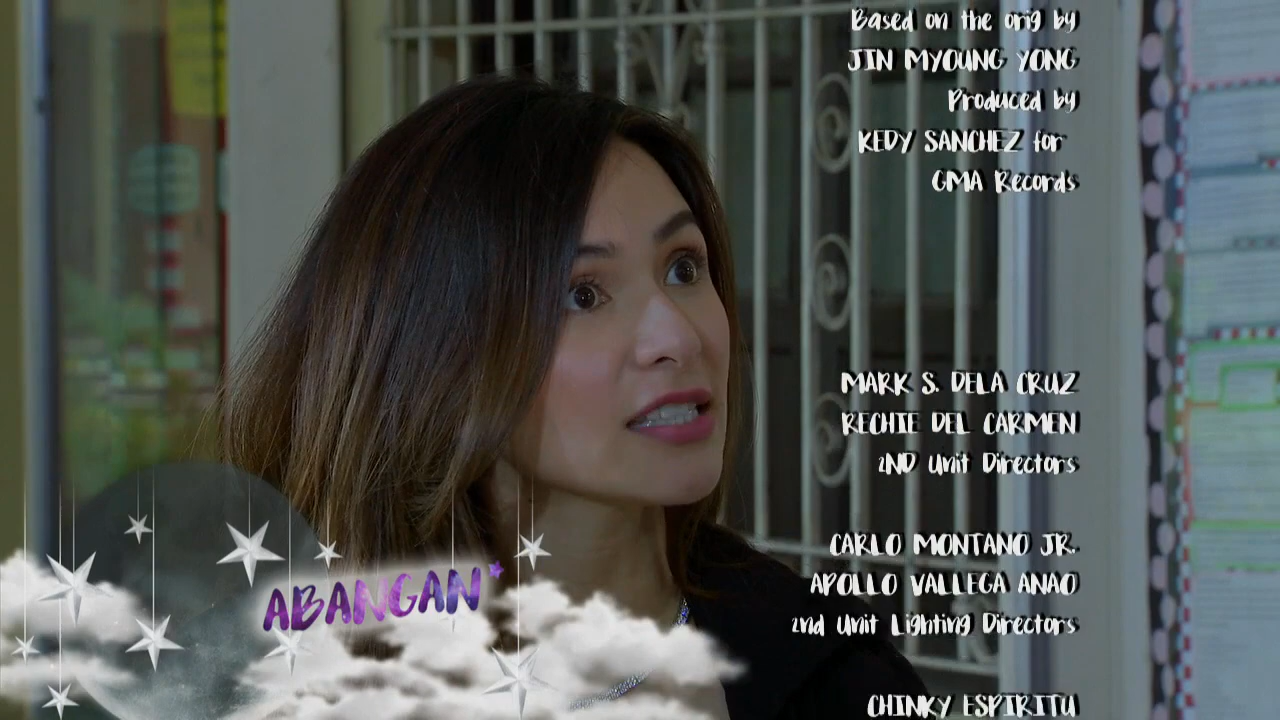 Based on the orig by
JIN MYOUNG YONG
Produced by
KEDY SANCHEZ for
GMA Records
MARK S. DELA CRUZ
RECHIE DEL CARMEN
2ND Unit Directors
CARLO MONTANO JR.
APOLLO VALLEGA ANAO
2nd Unit Lighting Directors
CHINKY ESPIRITU
ABANGAN